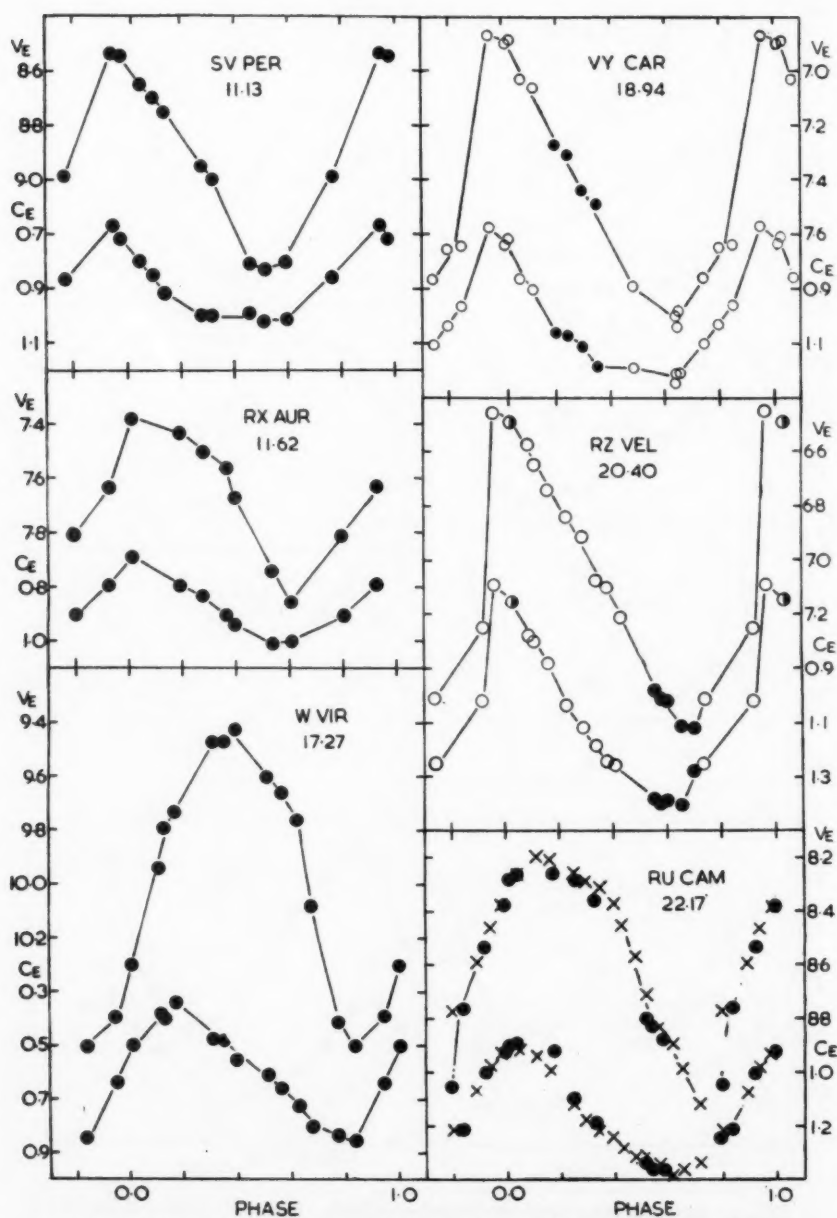 SV PER
11·13
VE
8·6
8·8
9·0
CE
0·7
0·9
1·1
VY CAR
18·94
VE
7·0
7·2
7·4
7·6
CE
0·9
1·1
RX AUR
11·62
VE
7·4
7·6
7·8
CE
0·8
1·0
RZ VEL
20·40
VE
6·6
6·8
7·0
7·2
CE
0·9
1·1
1·3
W VIR
17·27
VE
9·4
9·6
9·8
10·0
10·2
CE
0·3
0·5
0·7
0·9
0·0 PHASE 1·0
RU CAM
22·17
VE
8·2
8·4
8·6
8·8
CE
1·0
1·2
0·0 PHASE 1·0